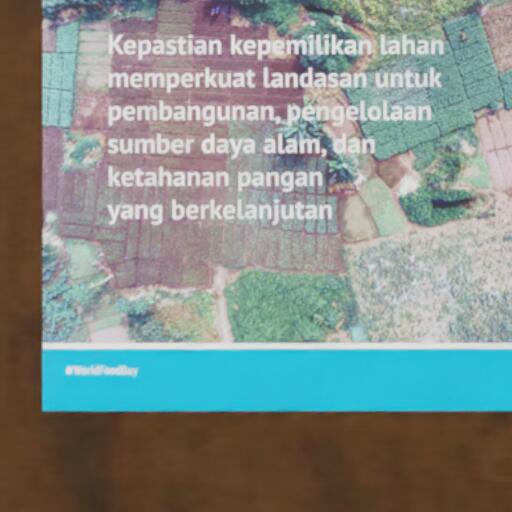 Kepastian kepemilikan lahan
memperkuat landasan untuk
pembangunan, pengelolaan
sumber daya alam, dan
ketahanan pangan
yang berkelanjutan
#WorldFoodDay